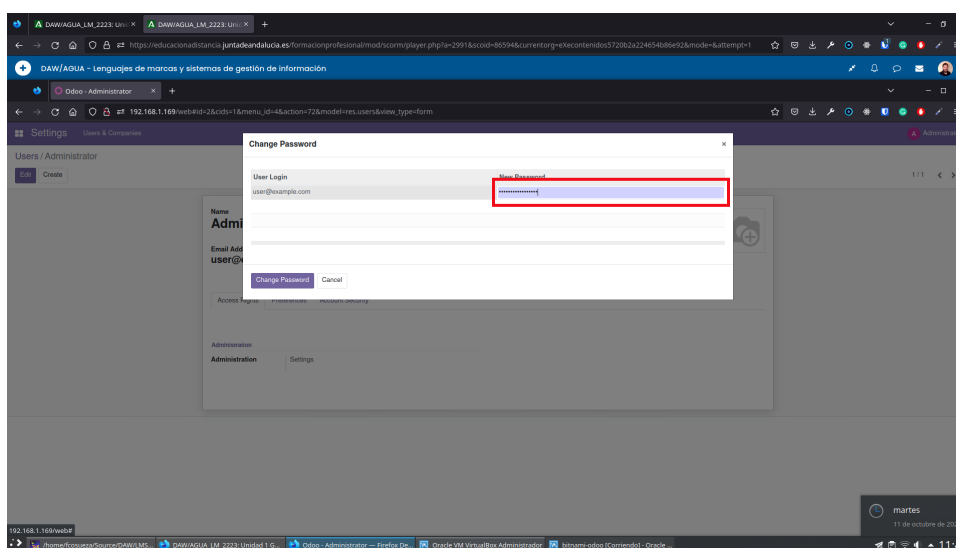 DAW/AGUA_LM_2223: Unid
DAW/AGUA_LM_2223: Unid
https://educacionadistancia.juntadeandalucia.es/formacionprofesional/mod/scorm/player.php?a=2991&scoid=86594&currentorg=eXecontenidos5720b2a224654b86e92&mode=&attempt=1
DAW/AGUA - Lenguajes de marcas y sistemas de gestión de información
Odoo - Administrator
192.168.1.169/web#id=2&cids=1&menu_id=4&action=72&model=res.users&view_type=form
Settings Users & Companies
A Administrat
Change Password
Users / Administrator
Edit Create
1 / 1
User Login New Password
user@example.com
Name
Admi
Email Add
user@e
Change Password Cancel
Access Rights Preferences Account Security
Administration
Administration Settings
martes
11 de octubre de 202
192.168.1.169/web#
/home/fcosueza/Source/DAW/LMS... DAW/AGUA_LM_2223: Unidad 1 G... Odoo - Administrator — Firefox De... Oracle VM VirtualBox Administrador bitnami-odoo [Corriendo] - Oracle ...
11: